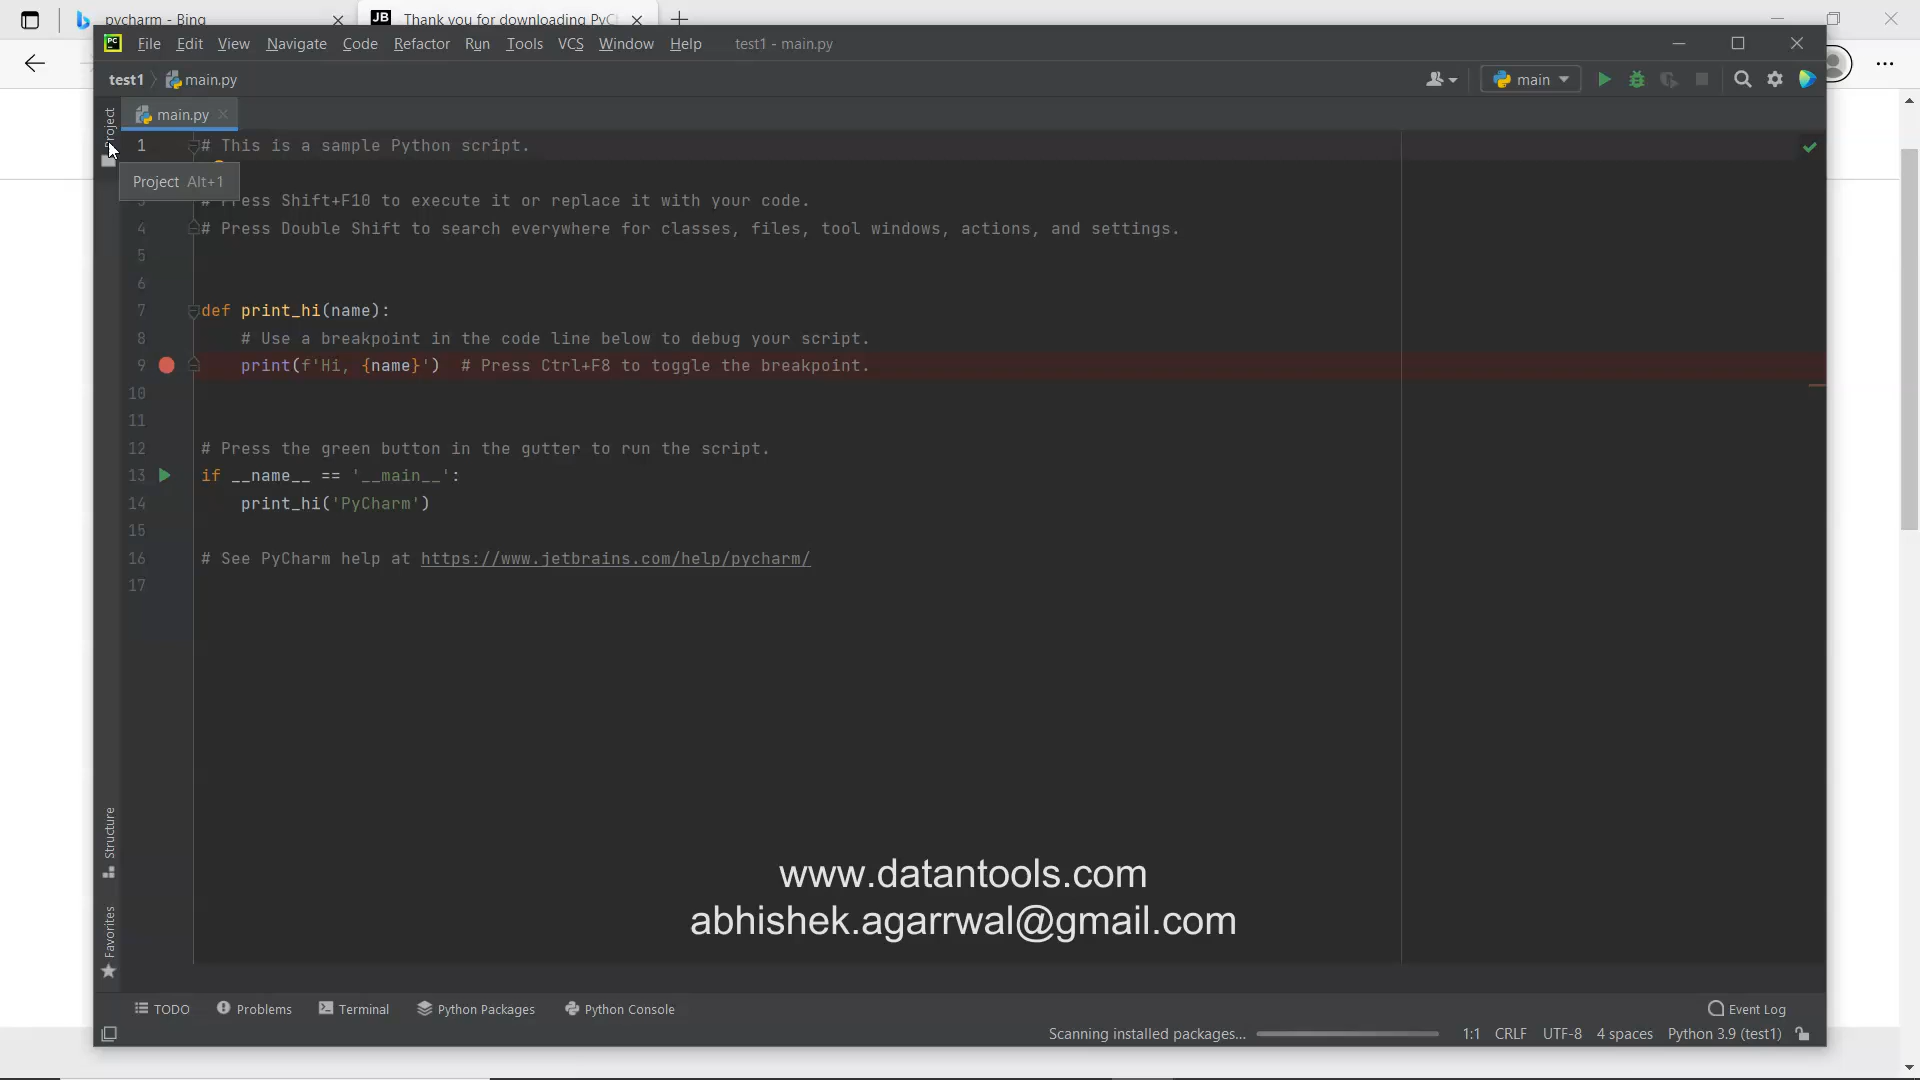 pycharm - Bing
JB Thank you for downloading PyCh
PC File Edit View Navigate Code Refactor Run Tools VCS Window Help test1 - main.py
test1 main.py
main
Project
main.py
1 # This is a sample Python script.
Project Alt+1
3 # Press Shift+F10 to execute it or replace it with your code.
4 # Press Double Shift to search everywhere for classes, files, tool windows, actions, and settings.
5
6
7 def print_hi(name):
8 # Use a breakpoint in the code line below to debug your script.
9 print(f'Hi, {name}') # Press Ctrl+F8 to toggle the breakpoint.
10
11
12 # Press the green button in the gutter to run the script.
13 if __name__ == '__main__':
14 print_hi('PyCharm')
15
16 # See PyCharm help at https://www.jetbrains.com/help/pycharm/
17
Structure
Favorites
www.datantools.com
abhishek.agarrwal@gmail.com
TODO Problems Terminal Python Packages Python Console Event Log
Scanning installed packages... 1:1 CRLF UTF-8 4 spaces Python 3.9 (test1)